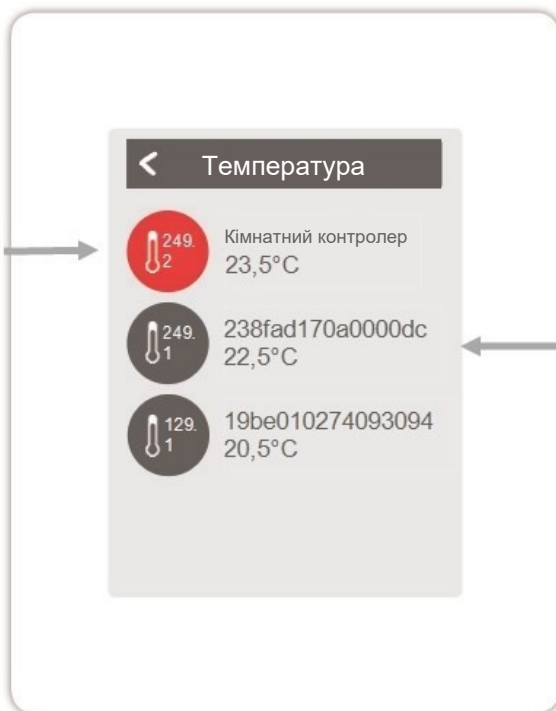 Температура
249.
2
Кімнатний контролер
23,5°C
249.
1
238fad170a0000dc
22,5°C
129.
1
19be010274093094
20,5°C